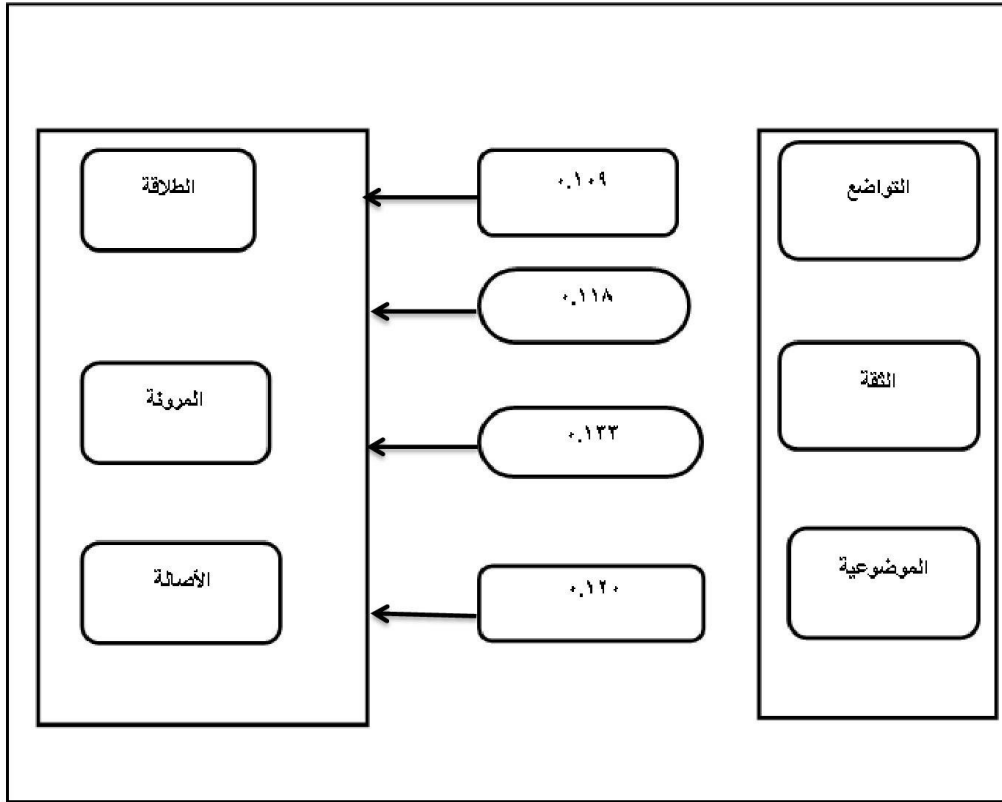 التواضع
٠.١٠٩
الطلاقة
٠.١١٨
الثقة
٠.١٣٣
المرونة
الموضوعية
٠.١٢٠
الأصالة